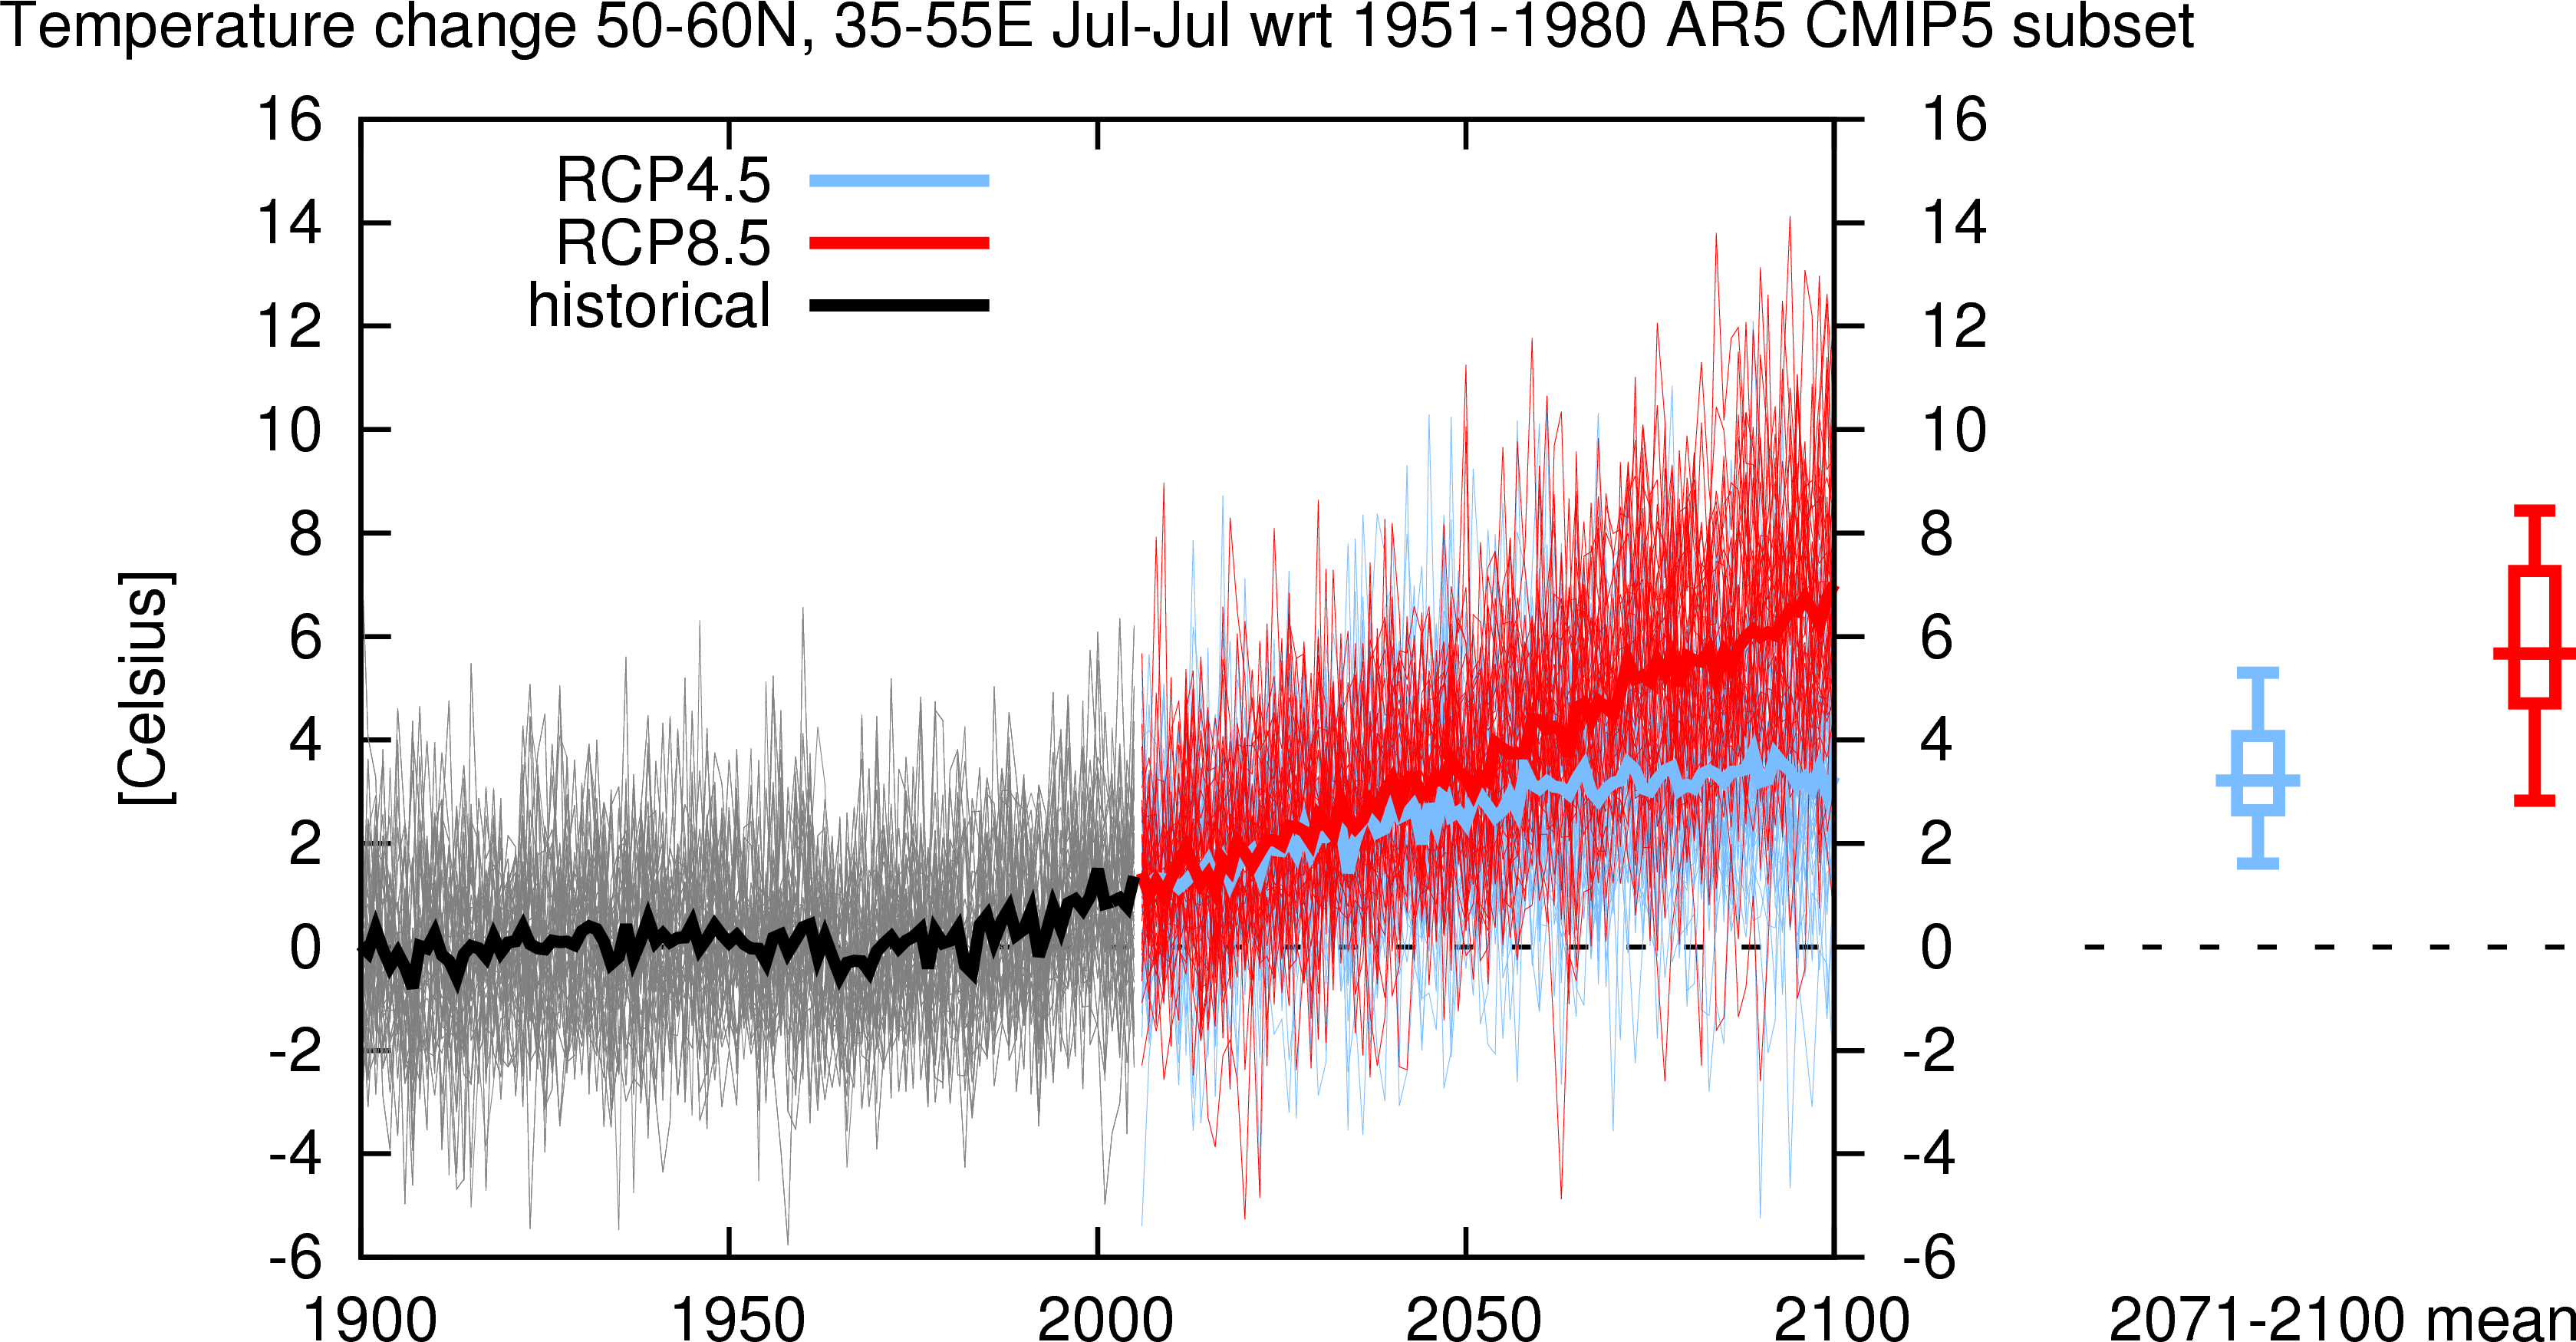 Temperature change 50-60N, 35-55E Jul-Jul wrt 1951-1980 AR5 CMIP5 subset
16 16
RCP4.5
14 14
RCP8.5
historical
12 12
10 10
8 8
[Celsius]
6 6
4 4
2 2
0 0
-2 -2
-4 -4
-6 -6
1900 1950 2000 2050 2100 2071-2100 mean